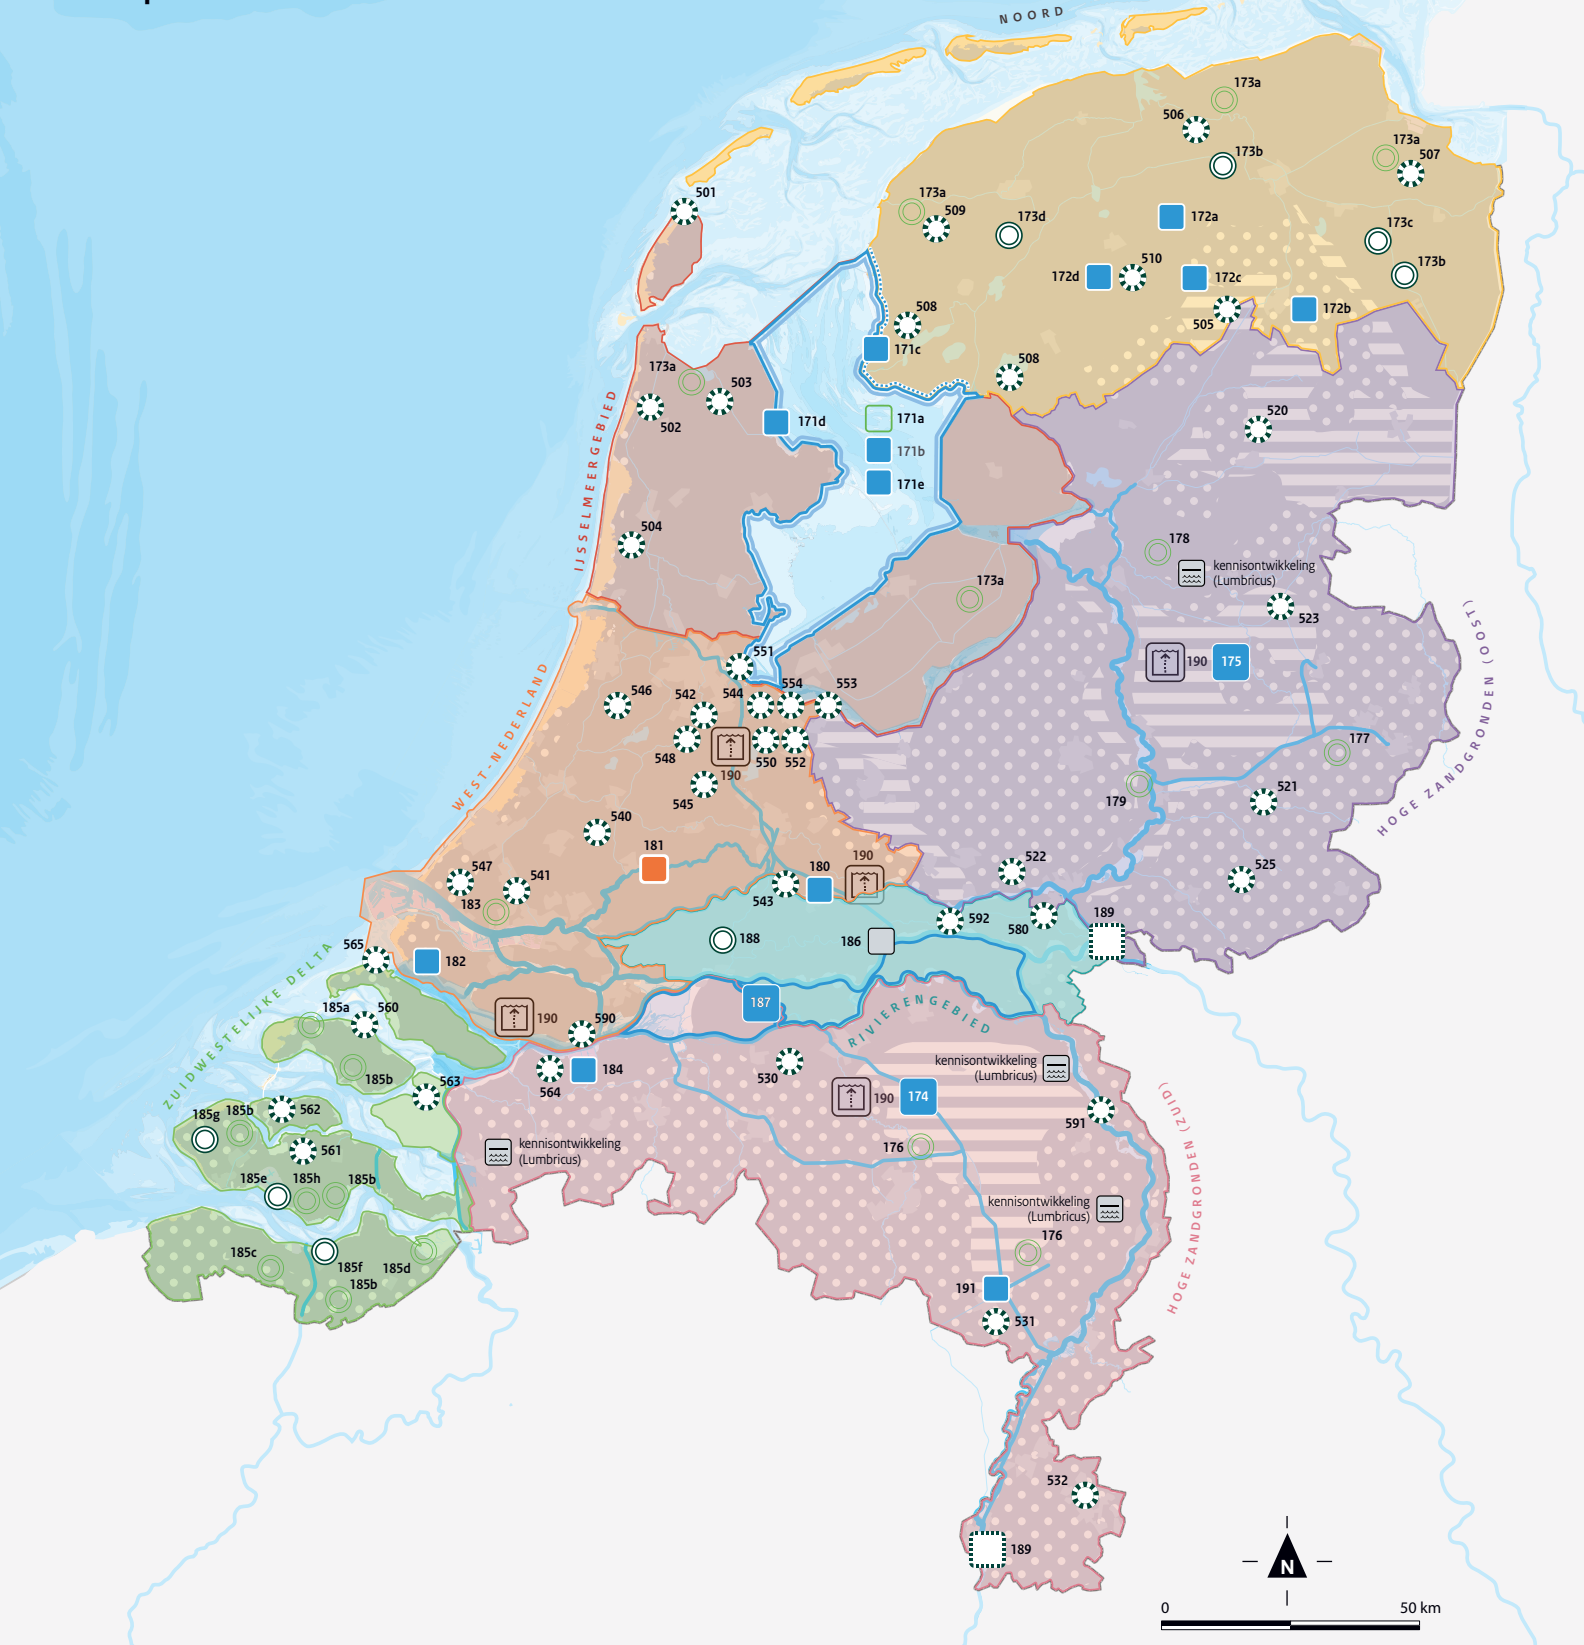 NOORD
173a
506
173b
173a
507
501
173a
509
173d
172a
173c
510
172d
172c
173b
508
505
172b
171c
508
173a
503
502
171d
171a
171b
171e
520
IJSSELMEERGEBIED
504
178
kennisontwikkeling
(Lumbricus)
173a
523
HOGE ZANDGRONDEN (OOST)
551
190
175
546
542
544
554
553
WEST-NEDERLAND
548
550
552
177
190
545
179
521
540
181
190
547
541
180
522
525
183
543
592
580
189
565
188
186
182
ZUIDWESTELIJKE DELTA
185a
560
190
590
187
RIVIERENGEBIED
185b
563
564
184
530
kennisontwikkeling
(Lumbricus)
190
174
185g
185b
562
591
561
kennisontwikkeling
(Lumbricus)
176
HOGE ZANDGRONDEN (ZUID)
185e
185h
185b
kennisontwikkeling
(Lumbricus)
176
185c
185f
185d
185b
191
531
532
189
N
0
50 km